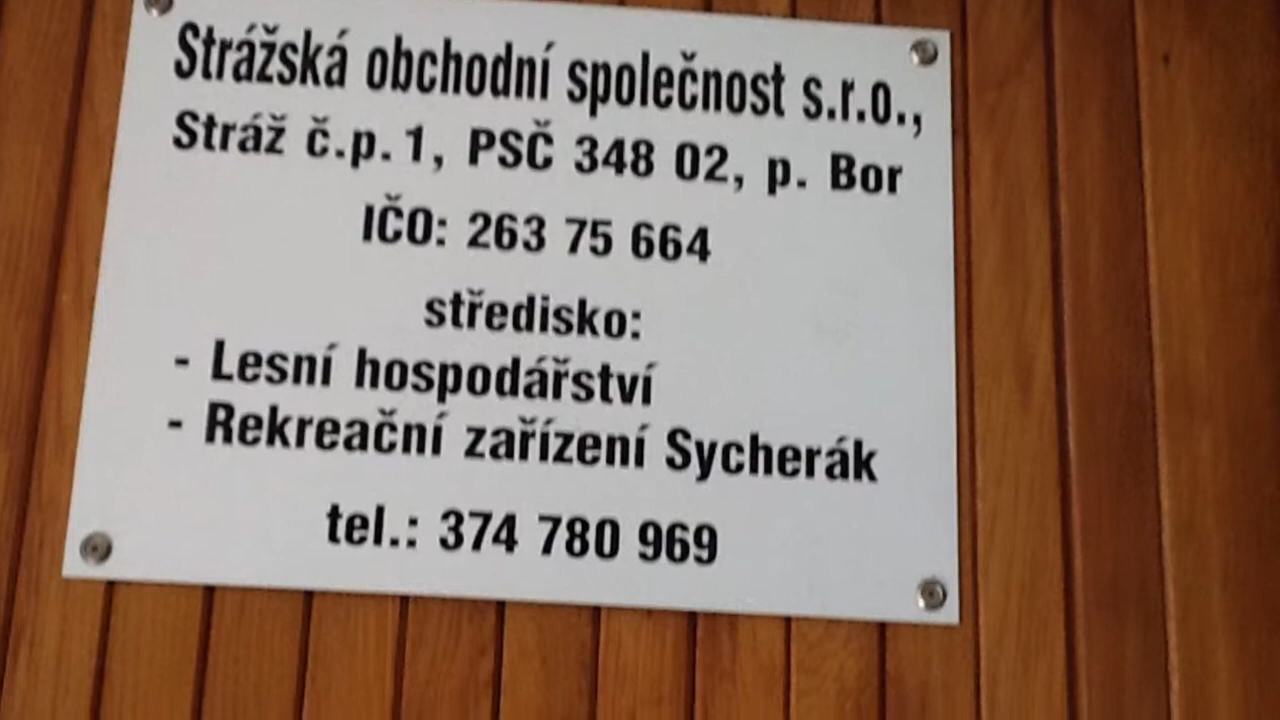 Strážská obchodní společnost s.r.o.,
Stráž č.p. 1, PSČ 348 02, p. Bor
IČO: 263 75 664
středisko:
- Lesní hospodářství
- Rekreační zařízení Sycherák
tel.: 374 780 969